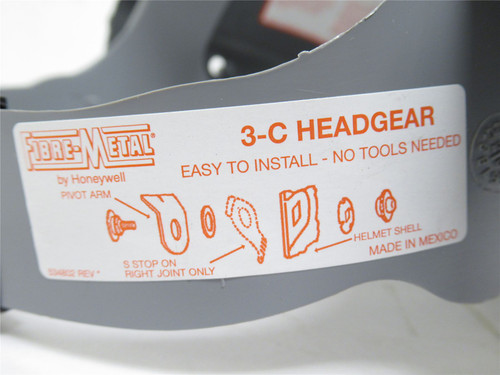 FIBRE-METAL®
by Honeywell
3-C HEADGEAR
EASY TO INSTALL - NO TOOLS NEEDED
PIVOT ARM
S STOP ON
RIGHT JOINT ONLY
HELMET SHELL
MADE IN MEXICO
REV *